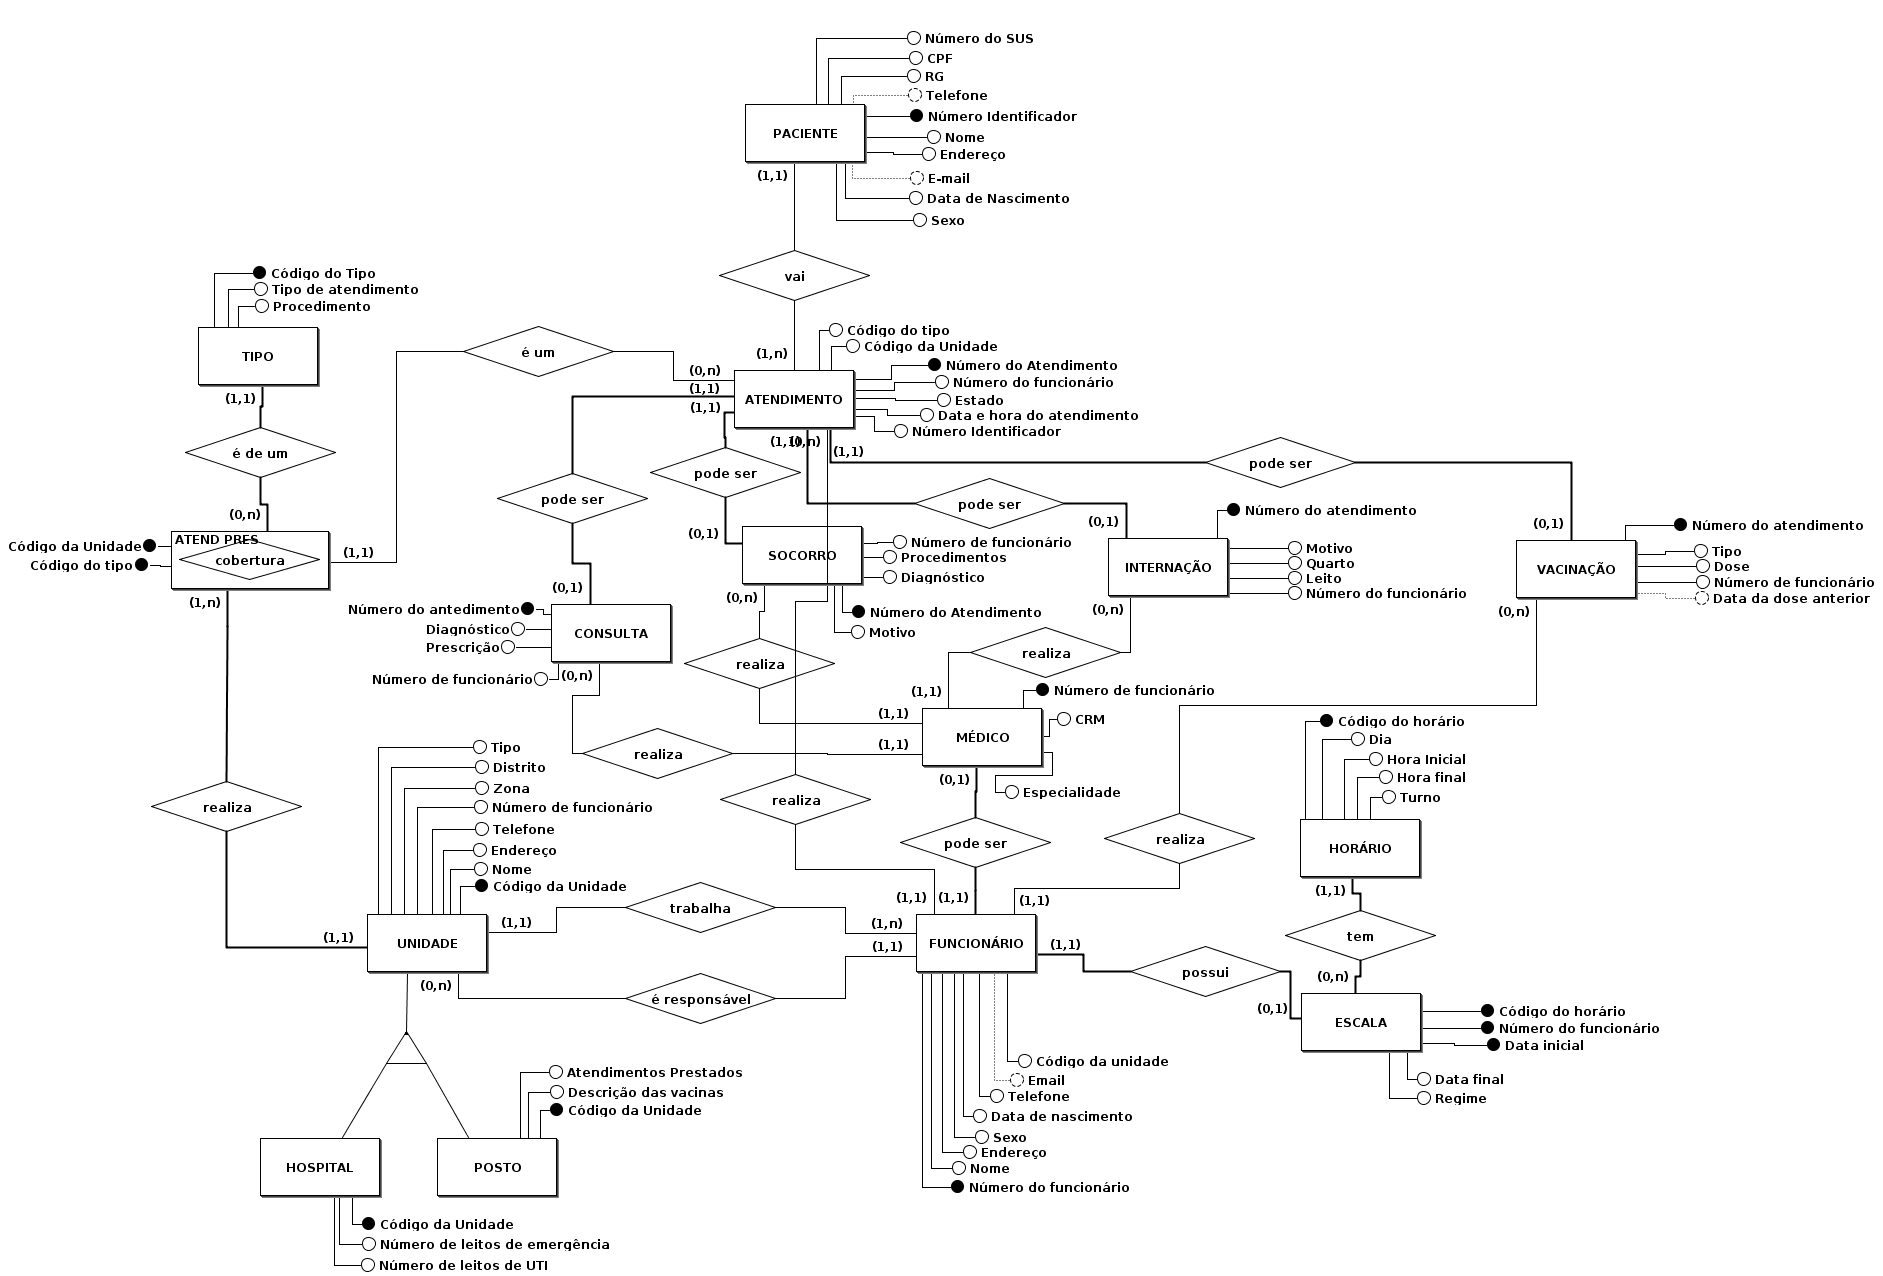 Número do SUS
CPF
RG
Telefone
PACIENTE
Número Identificador
Nome
Endereço
(1,1)
E-mail
Data de Nascimento
Sexo
vai
Código do Tipo
Tipo de atendimento
Procedimento
TIPO
(1,1)
é um
(1,n)
Código do tipo
Código da Unidade
(0,n)
(1,1)
(1,1)
ATENDIMENTO
Número do Atendimento
Número do funcionário
Estado
Data e hora do atendimento
Número Identificador
(1,1)
(0,n)
(1,1)
é de um
(0,n)
pode ser
pode ser
pode ser
pode ser
ATEND PRES
cobertura
Código da Unidade
Código do tipo
(1,1)
(1,n)
(0,1)
SOCORRO
Número de funcionário
Procedimentos
Diagnóstico
(0,n)
Número do Atendimento
Motivo
(0,1)
INTERNAÇÃO
Número do atendimento
Motivo
Quarto
Leito
Número do funcionário
(0,n)
(0,1)
VACINAÇÃO
Número do atendimento
Tipo
Dose
Número de funcionário
Data da dose anterior
(0,n)
(0,1)
Número do antedimento
Diagnóstico
Prescrição
Número de funcionário
CONSULTA
(0,n)
realiza
realiza
(1,1)
Número de funcionário
(1,1)
CRM
MÉDICO
(1,1)
realiza
(0,1)
Especialidade
Código do horário
Dia
Hora Inicial
Hora final
Turno
HORÁRIO
(1,1)
realiza
realiza
pode ser
realiza
Tipo
Distrito
Zona
Número de funcionário
Telefone
Endereço
Nome
Código da Unidade
(1,1)
UNIDADE
(1,1)
trabalha
(1,n)
(1,1)
(1,1)
(1,1)
(1,1)
FUNCIONÁRIO
(1,1)
(0,n)
é responsável
possui
tem
(0,n)
(0,1)
ESCALA
Código do horário
Número do funcionário
Data inicial
Data final
Regime
Código da unidade
Email
Telefone
Data de nascimento
Sexo
Endereço
Nome
Número do funcionário
Atendimentos Prestados
Descrição das vacinas
Código da Unidade
HOSPITAL
POSTO
Código da Unidade
Número de leitos de emergência
Número de leitos de UTI